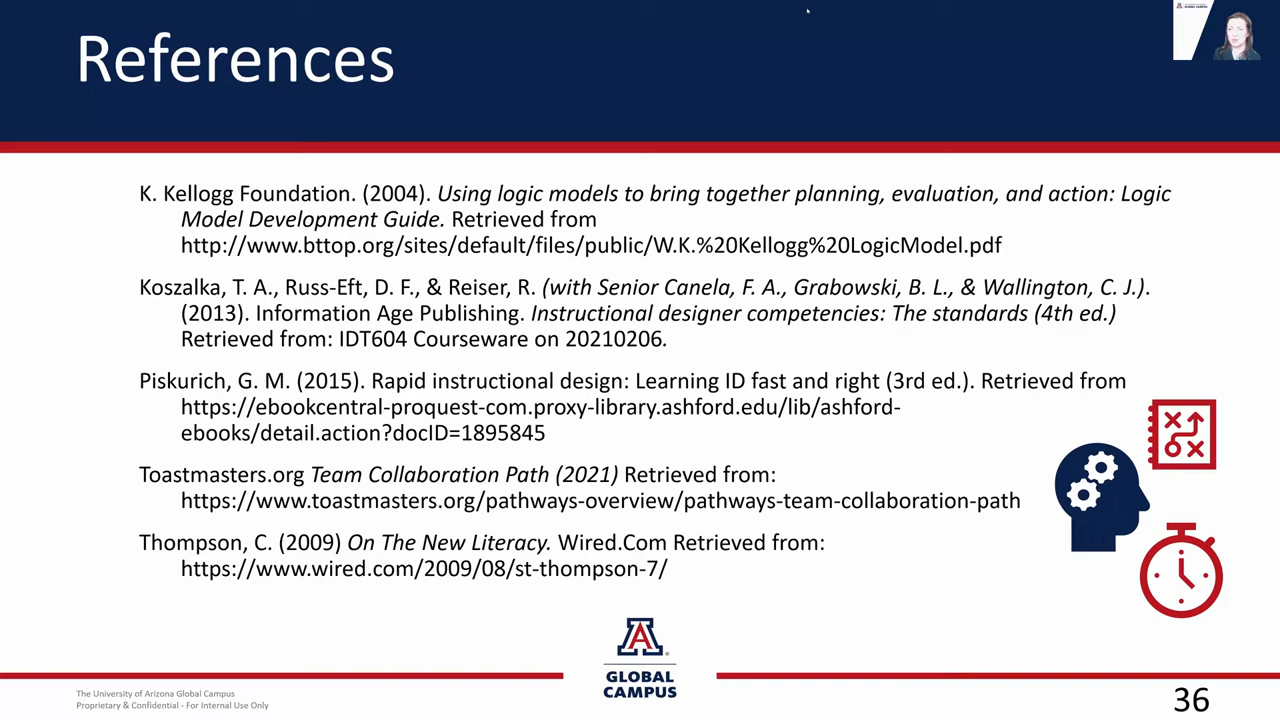 References
K. Kellogg Foundation. (2004). Using logic models to bring together planning, evaluation, and action: Logic
Model Development Guide. Retrieved from
http://www.bttop.org/sites/default/files/public/W.K.%20Kellogg%20LogicModel.pdf
Koszalka, T. A., Russ-Eft, D. F., & Reiser, R. (with Senior Canela, F. A., Grabowski, B. L., & Wallington, C. J.).
(2013). Information Age Publishing. Instructional designer competencies: The standards (4th ed.)
Retrieved from: IDT604 Courseware on 20210206.
Piskurich, G. M. (2015). Rapid instructional design: Learning ID fast and right (3rd ed.). Retrieved from
https://ebookcentral-proquest-com.proxy-library.ashford.edu/lib/ashford-
ebooks/detail.action?docID=1895845
Toastmasters.org Team Collaboration Path (2021) Retrieved from:
https://www.toastmasters.org/pathways-overview/pathways-team-collaboration-path
Thompson, C. (2009) On The New Literacy. Wired.Com Retrieved from:
https://www.wired.com/2009/08/st-thompson-7/
A
GLOBAL
CAMPUS
The University of Arizona Global Campus
Proprietary & Confidential - For Internal Use Only
36